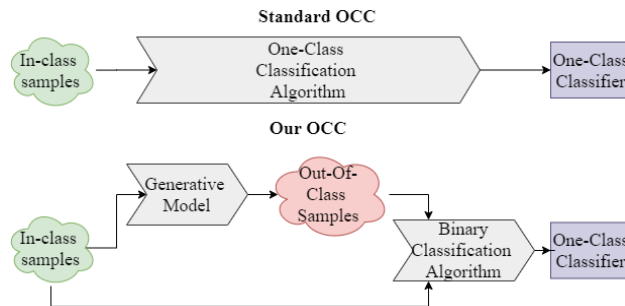 Standard OCC
In-class
samples
One-Class
Classification
Algorithm
One-Class
Classifier
Our OCC
Generative
Model
Out-Of-
Class
Samples
In-class
samples
Binary
Classification
Algorithm
One-Class
Classifier